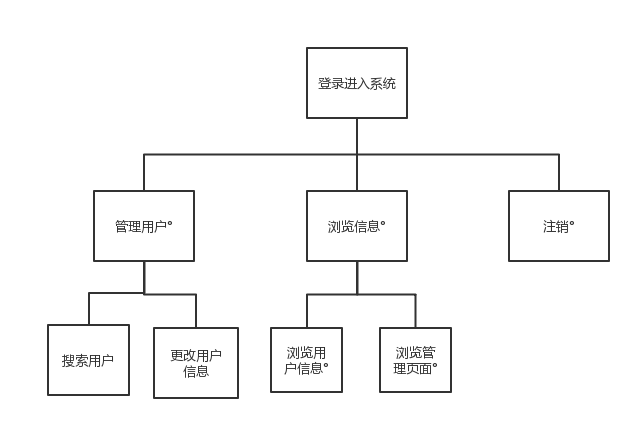 登录进入系统
管理用户°
浏览信息°
注销°
搜索用户
更改用户
信息
浏览用
户信息°
浏览管
理页面°